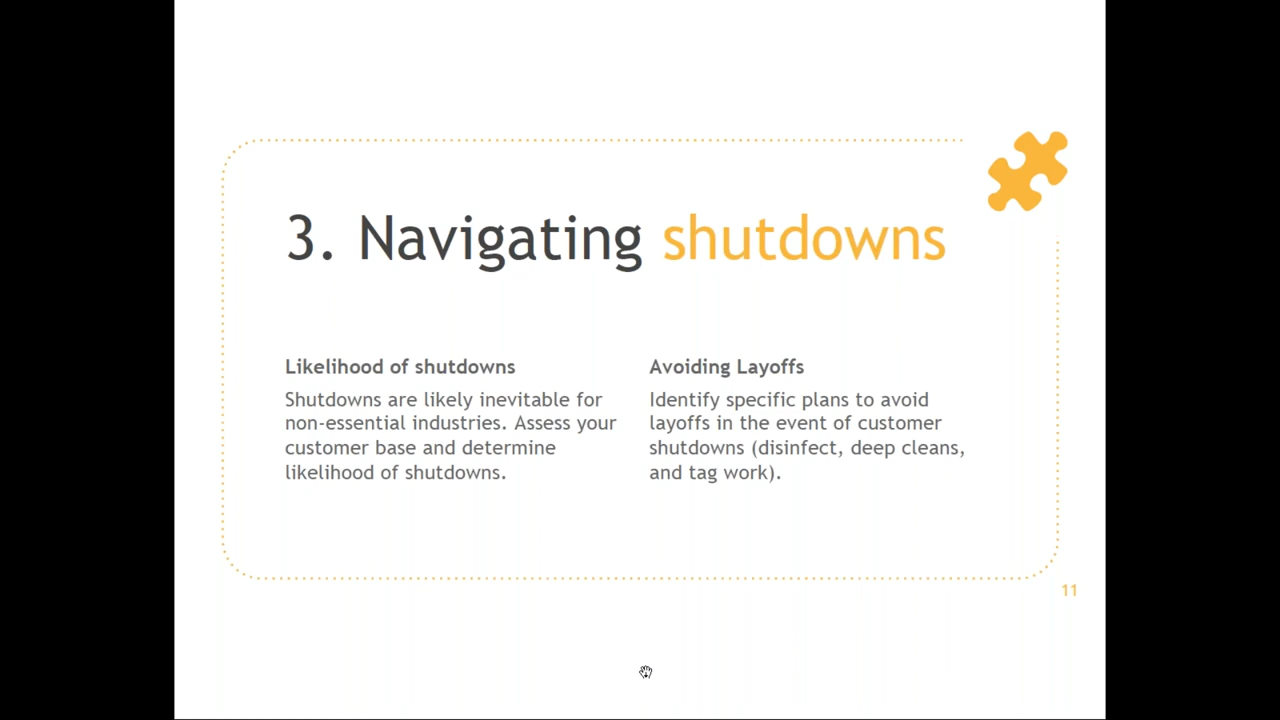 3. Navigating shutdowns
Likelihood of shutdowns
Shutdowns are likely inevitable for
non-essential industries. Assess your
customer base and determine
likelihood of shutdowns.
Avoiding Layoffs
Identify specific plans to avoid
layoffs in the event of customer
shutdowns (disinfect, deep cleans,
and tag work).
11